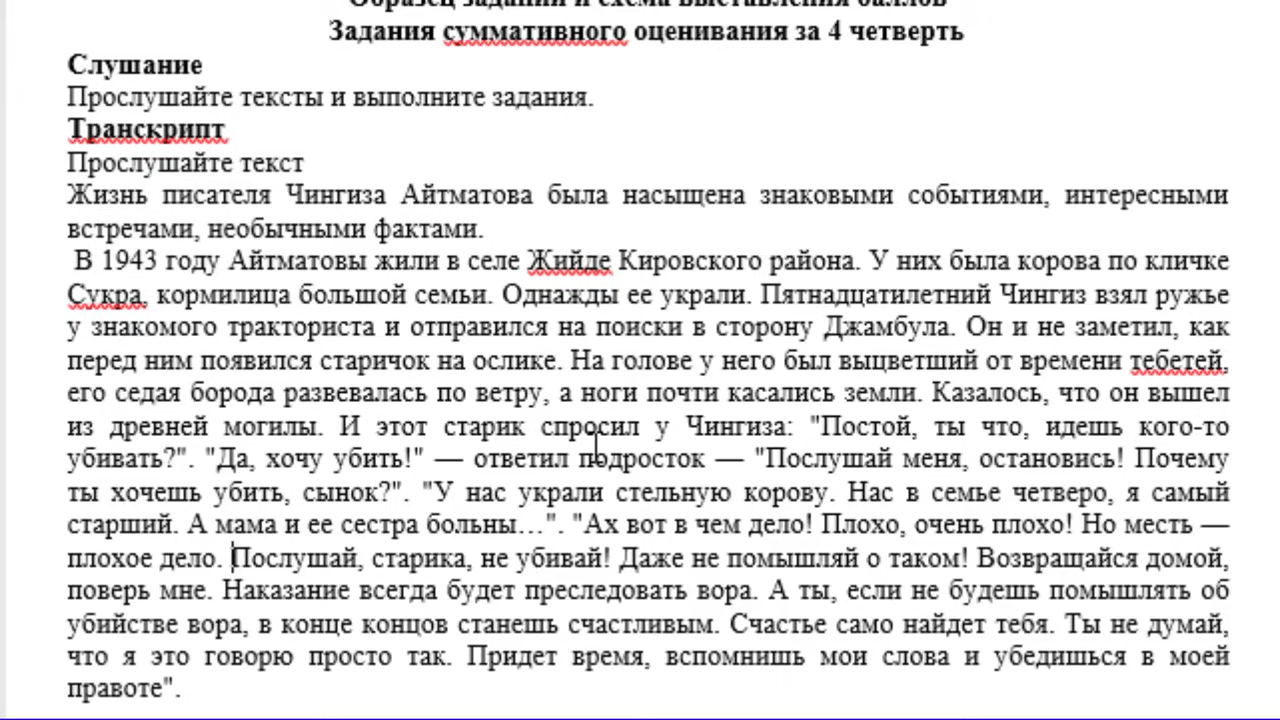 Образец заданий и схема выставления баллов
Задания суммативного оценивания за 4 четверть
Слушание
Прослушайте тексты и выполните задания.
Транскрипт
Прослушайте текст
Жизнь писателя Чингиза Айтматова была насыщена знаковыми событиями, интересными
встречами, необычными фактами.
В 1943 году Айтматовы жили в селе Жийде Кировского района. У них была корова по кличке
Сукра, кормилица большой семьи. Однажды ее украли. Пятнадцатилетний Чингиз взял ружье
у знакомого тракториста и отправился на поиски в сторону Джамбула. Он и не заметил, как
перед ним появился старичок на ослике. На голове у него был выцветший от времени тебетей,
его седая борода развевалась по ветру, а ноги почти касались земли. Казалось, что он вышел
из древней могилы. И этот старик спросил у Чингиза: "Постой, ты что, идешь кого-то
убивать?". "Да, хочу убить!" — ответил подросток — "Послушай меня, остановись! Почему
ты хочешь убить, сынок?". "У нас украли стельную корову. Нас в семье четверо, я самый
старший. А мама и ее сестра больны…". "Ах вот в чем дело! Плохо, очень плохо! Но месть —
плохое дело. Послушай, старика, не убивай! Даже не помышляй о таком! Возвращайся домой,
поверь мне. Наказание всегда будет преследовать вора. А ты, если не будешь помышлять об
убийстве вора, в конце концов станешь счастливым. Счастье само найдет тебя. Ты не думай,
что я это говорю просто так. Придет время, вспомнишь мои слова и убедишься в моей
правоте".